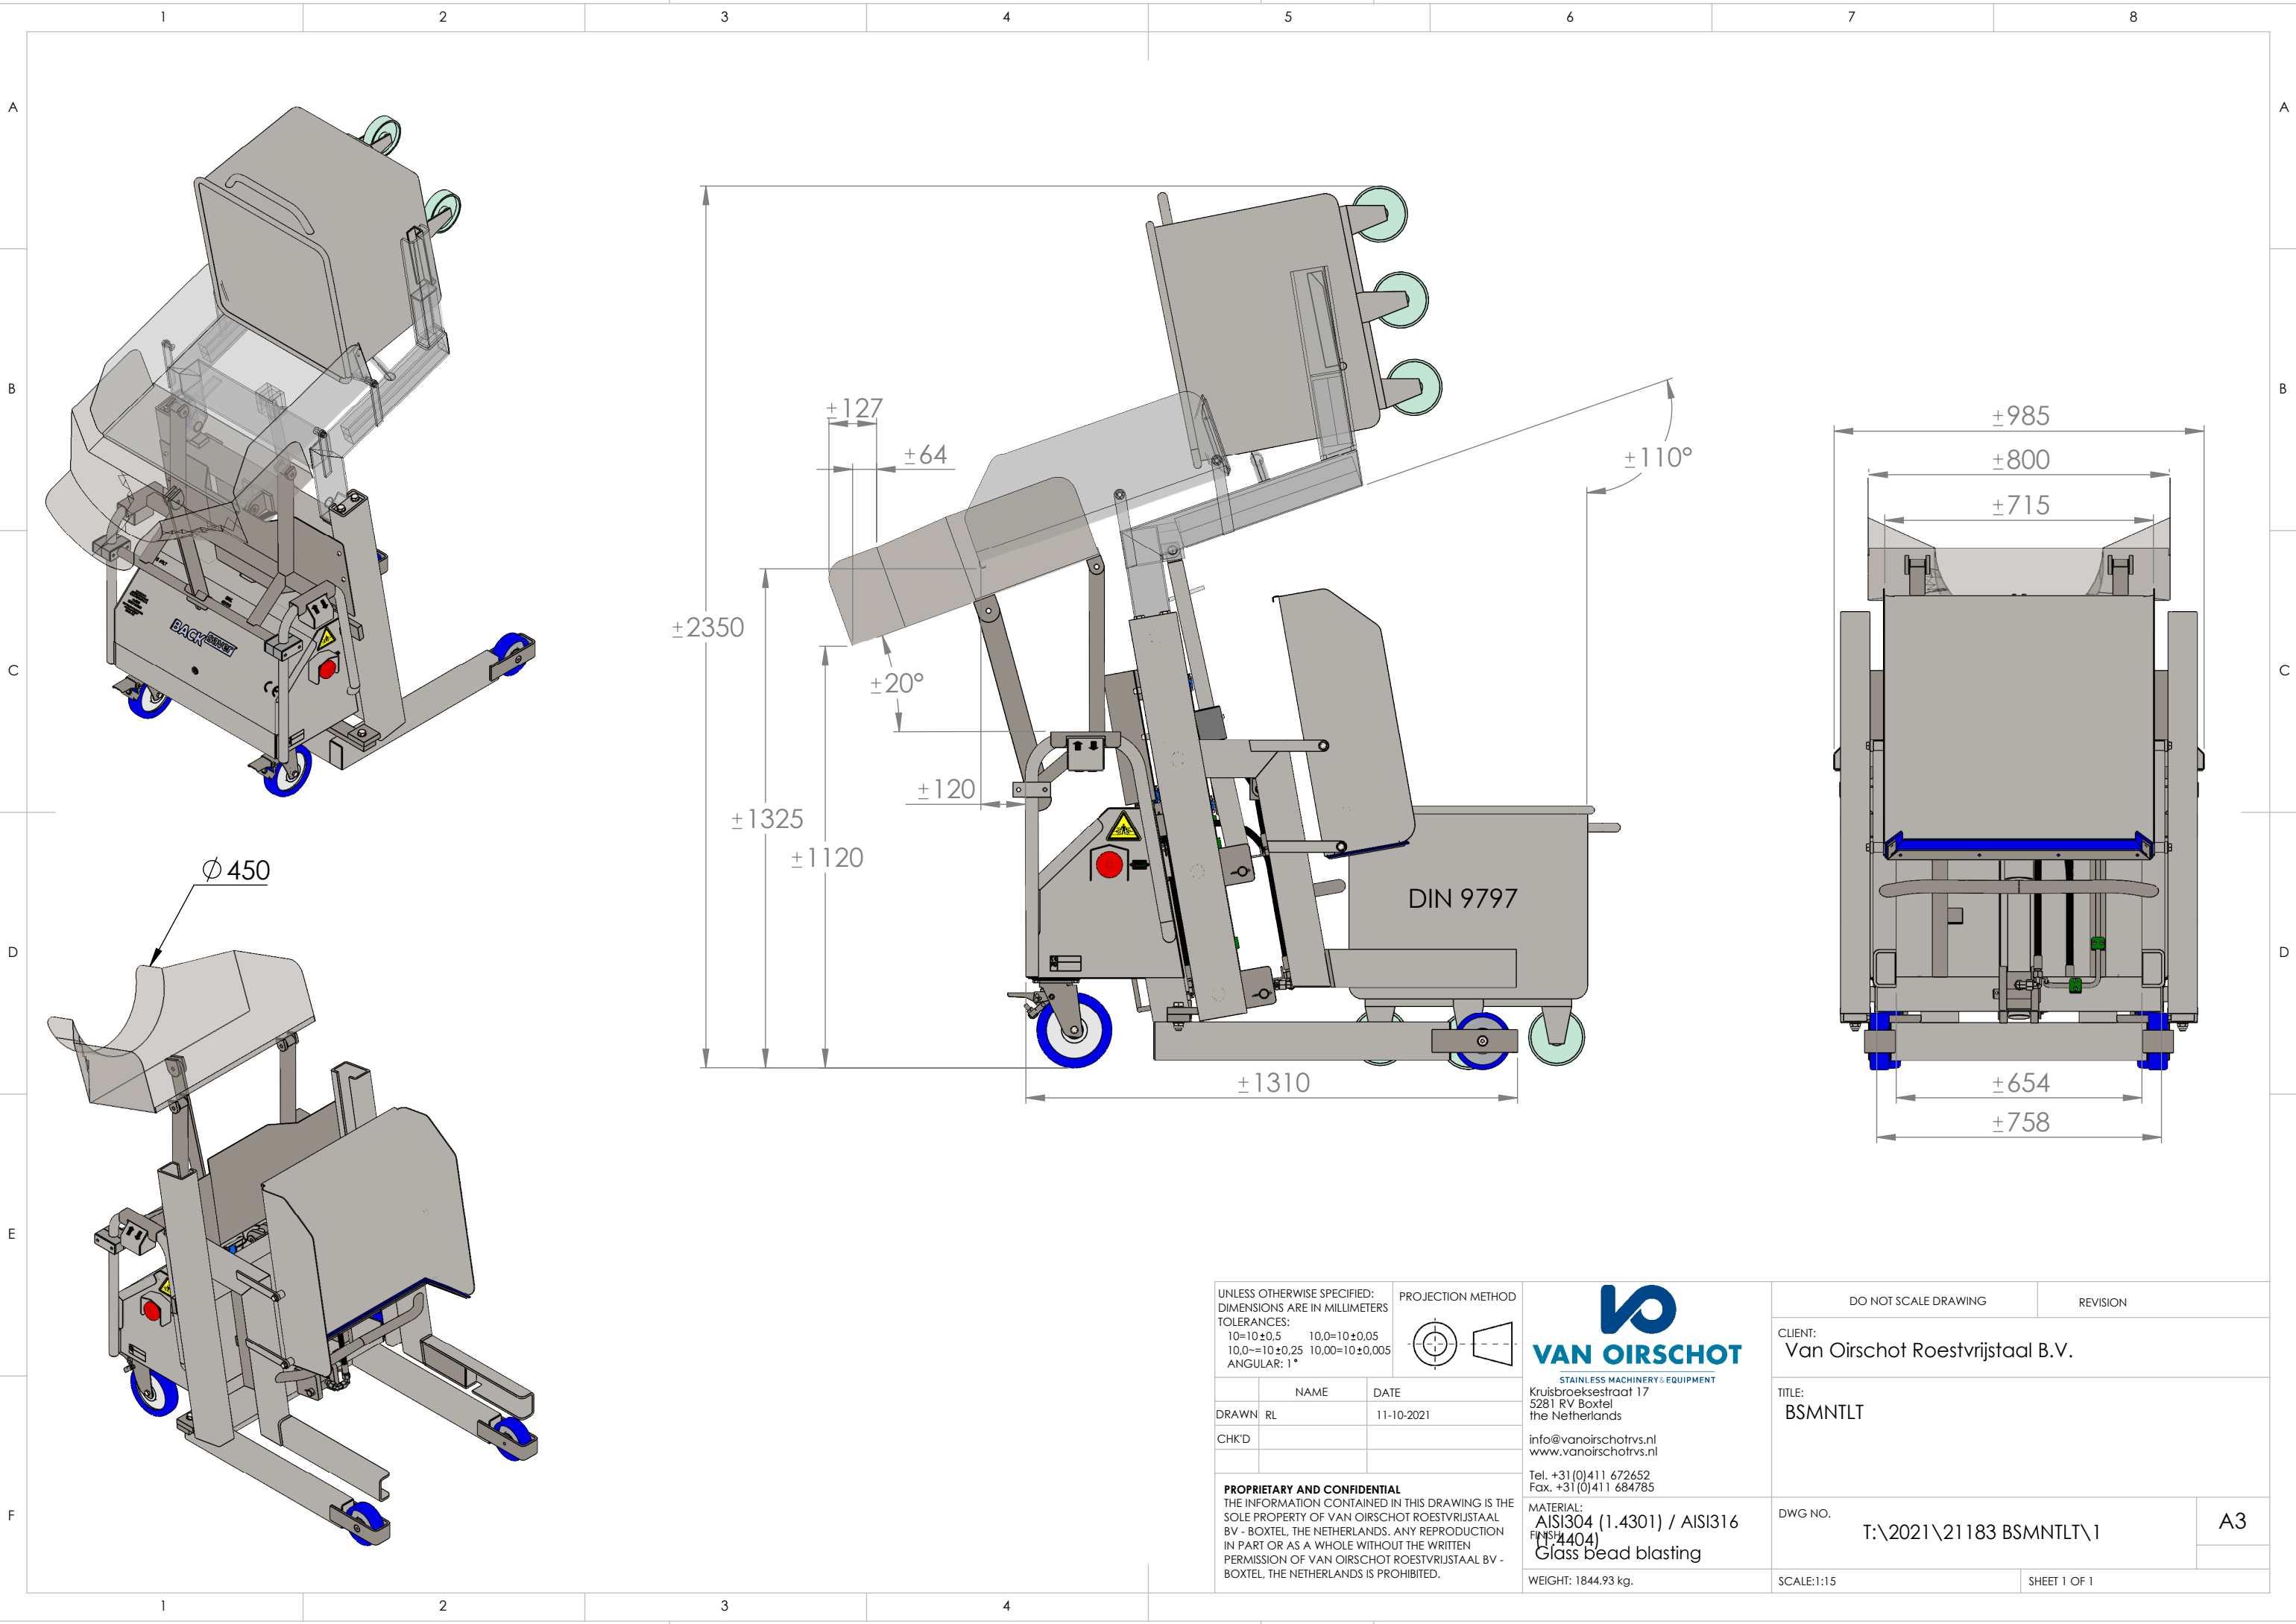 1 2 3 4 5 6 7 8
A A
B B
C C
D D
E
F
BACK saver
±127
±64
±110°
±2350
±20°
±120
±1325
±1120
DIN 9797
±1310
±985
±800
±715
±654
±758
Ø 450
UNLESS OTHERWISE SPECIFIED:
DIMENSIONS ARE IN MILLIMETERS
TOLERANCES:
10=10±0,5 10,0=10±0,05
10,0~=10±0,25 10,00=10±0,005
ANGULAR: 1°
PROJECTION METHOD
NAME DATE
DRAWN RL 11-10-2021
CHK'D
PROPRIETARY AND CONFIDENTIAL
THE INFORMATION CONTAINED IN THIS DRAWING IS THE
SOLE PROPERTY OF VAN OIRSCHOT ROESTVRIJSTAAL
BV - BOXTEL, THE NETHERLANDS. ANY REPRODUCTION
IN PART OR AS A WHOLE WITHOUT THE WRITTEN
PERMISSION OF VAN OIRSCHOT ROESTVRIJSTAAL BV -
BOXTEL, THE NETHERLANDS IS PROHIBITED.
VAN OIRSCHOT
STAINLESS MACHINERY & EQUIPMENT
Kruisbroeksestraat 17
5281 RV Boxtel
the Netherlands
info@vanoirschotrvs.nl
www.vanoirschotrvs.nl
Tel. +31(0)411 672652
Fax. +31(0)411 684785
MATERIAL:
AISI304 (1.4301) / AISI316
(1.4404)
FINISH:
Glass bead blasting
WEIGHT: 1844.93 kg.
DO NOT SCALE DRAWING REVISION
CLIENT:
Van Oirschot Roestvrijstaal B.V.
TITLE:
BSMNTLT
DWG NO.
T:\2021\21183 BSMNTLT\1
A3
SCALE:1:15 SHEET 1 OF 1
1 2 3 4